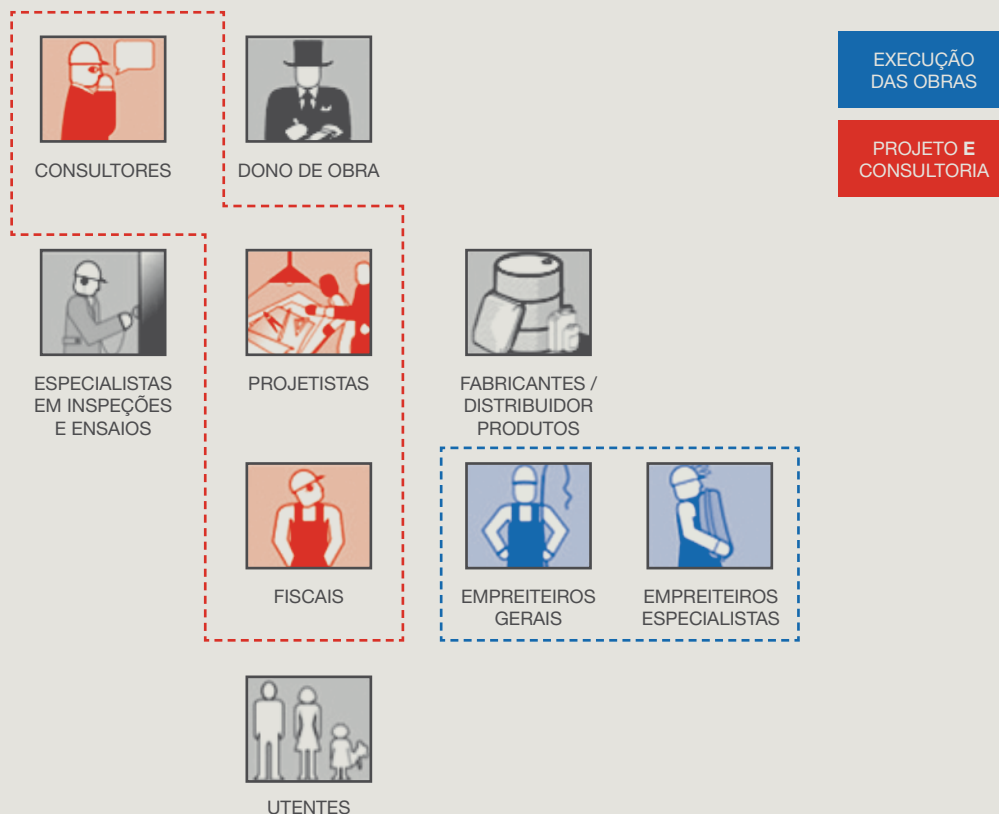 CONSULTORES
DONO DE OBRA
EXECUÇÃO
DAS OBRAS
PROJETO E
CONSULTORIA
ESPECIALISTAS
EM INSPEÇÕES
E ENSAIOS
PROJETISTAS
FABRICANTES /
DISTRIBUIDOR
PRODUTOS
FISCAIS
EMPREITEIROS
GERAIS
EMPREITEIROS
ESPECIALISTAS
UTENTES